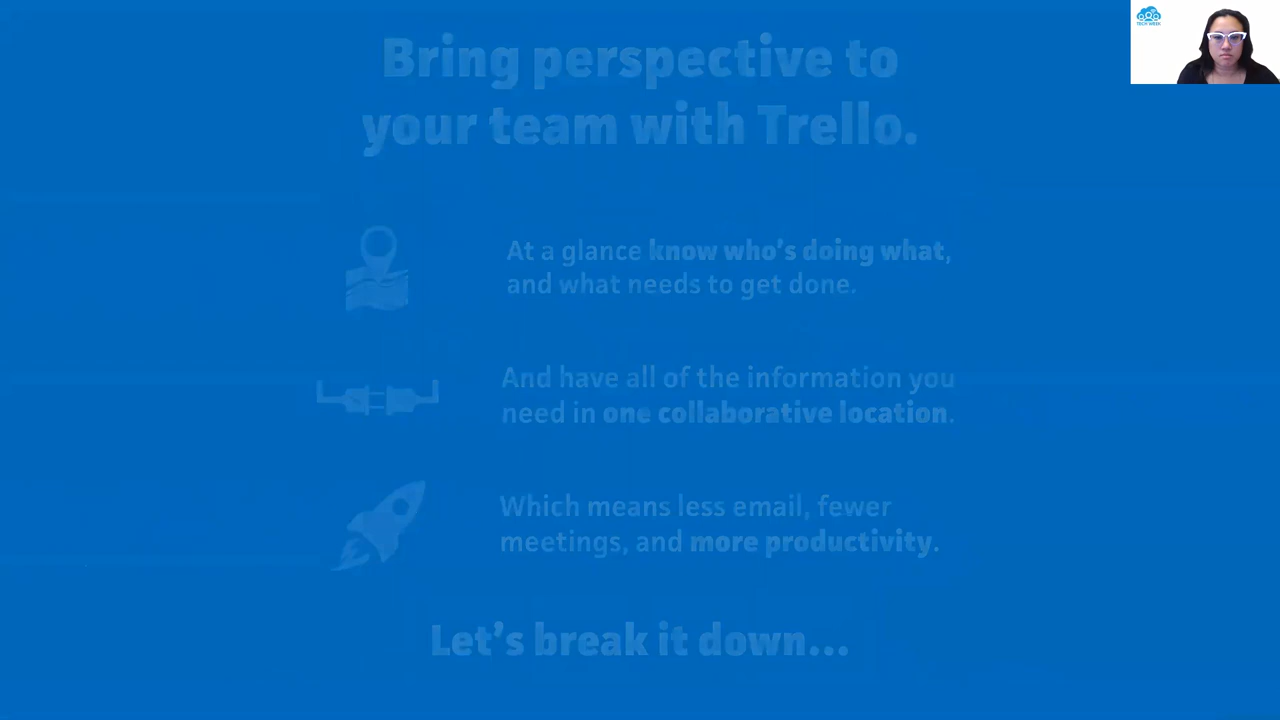 Bring perspective to
your team with Trello.
At a glance know who's doing what,
and what needs to get done.
And have all of the information you
need in one collaborative location.
Which means less email, fewer
meetings, and more productivity.
Let's break it down...
TECH WEEK